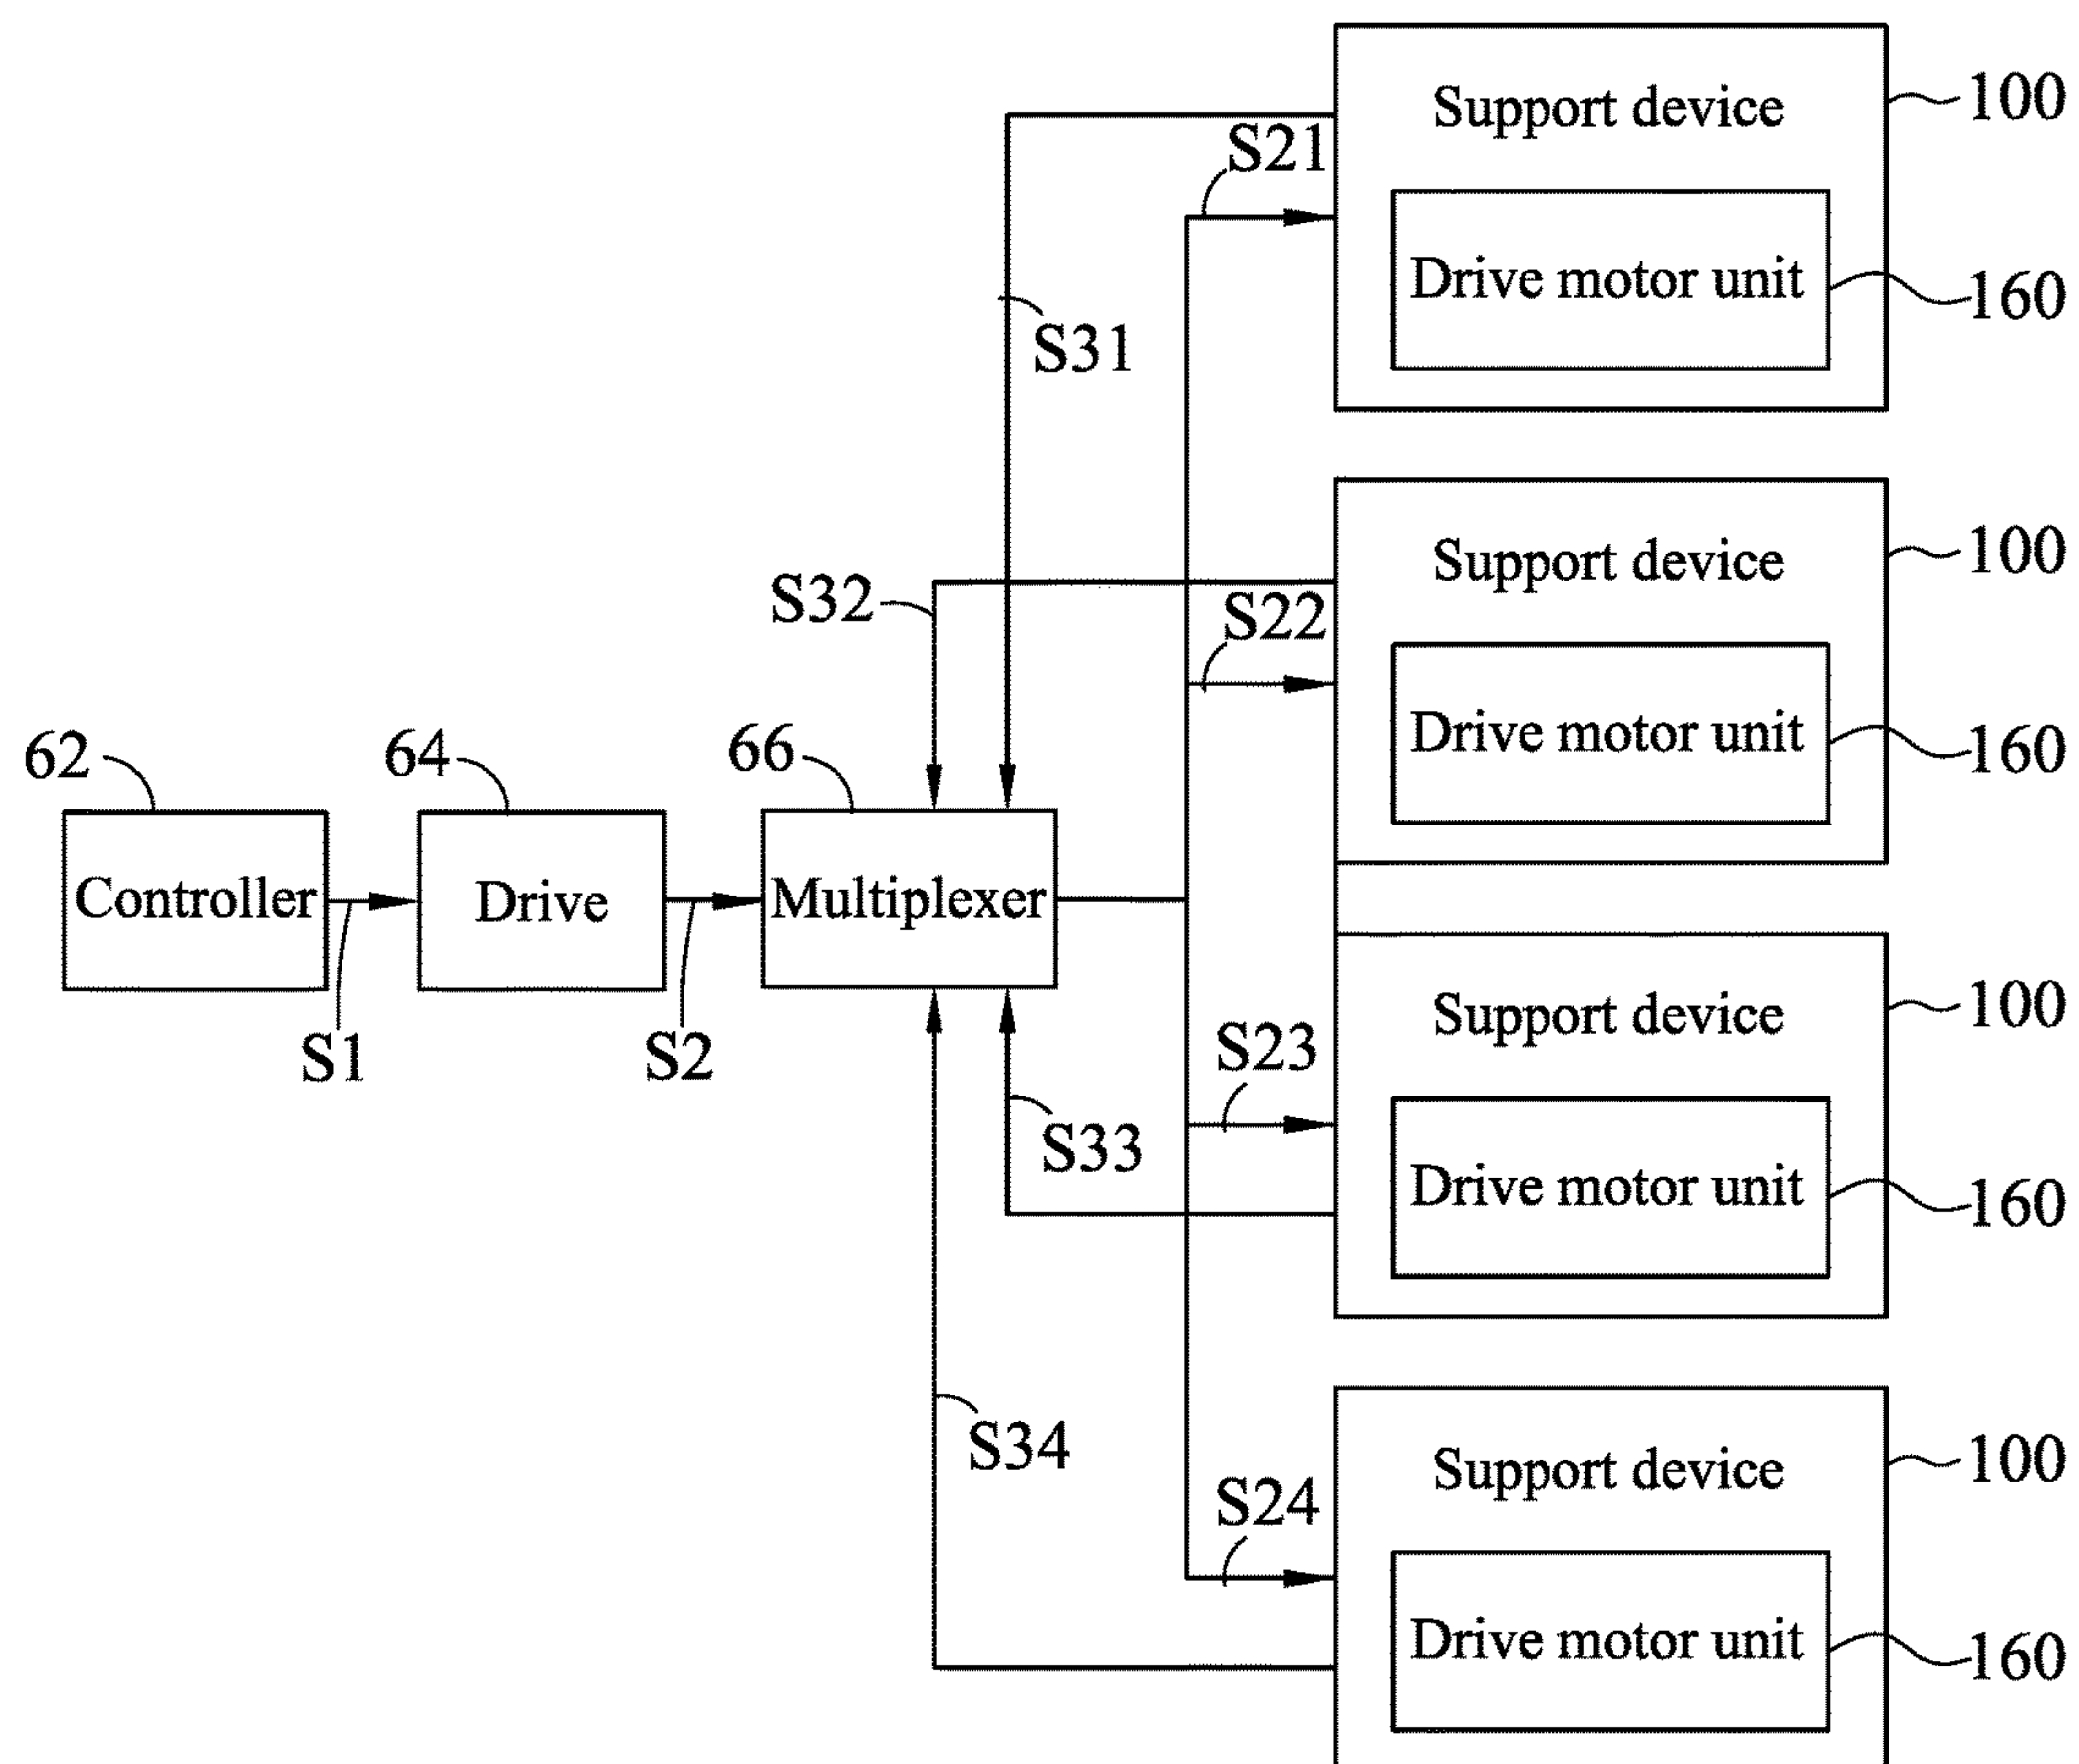 Support device
100
S21
Drive motor unit
160
S31
Support device
100
S32
S22
Drive motor unit
160
62
64
66
Controller
Drive
Multiplexer
S1
S2
Support device
100
S23
S33
Drive motor unit
160
S34
Support device
100
S24
Drive motor unit
160